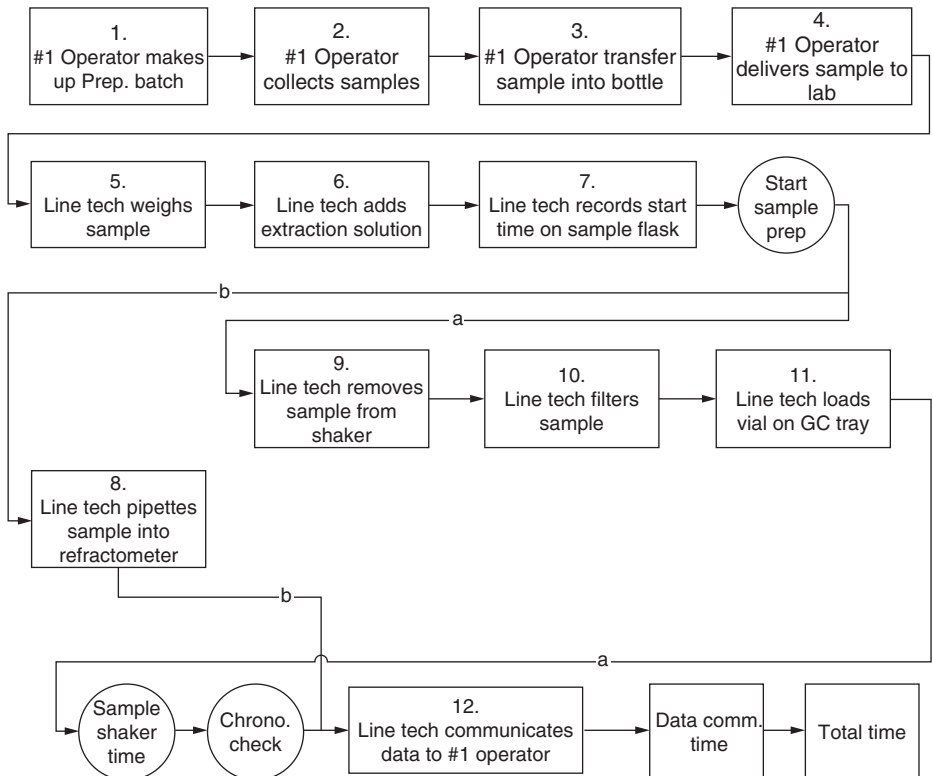 1.
#1 Operator makes
up Prep. batch
2.
#1 Operator
collects samples
3.
#1 Operator transfer
sample into bottle
4.
#1 Operator
delivers sample to
lab
5.
Line tech weighs
sample
6.
Line tech adds
extraction solution
7.
Line tech records start
time on sample flask
Start
sample
prep
b
a
9.
Line tech removes
sample from
shaker
10.
Line tech filters
sample
11.
Line tech loads
vial on GC tray
8.
Line tech pipettes
sample into
refractometer
b
a
Sample
shaker
time
Chrono.
check
12.
Line tech communicates
data to #1 operator
Data comm.
time
Total time